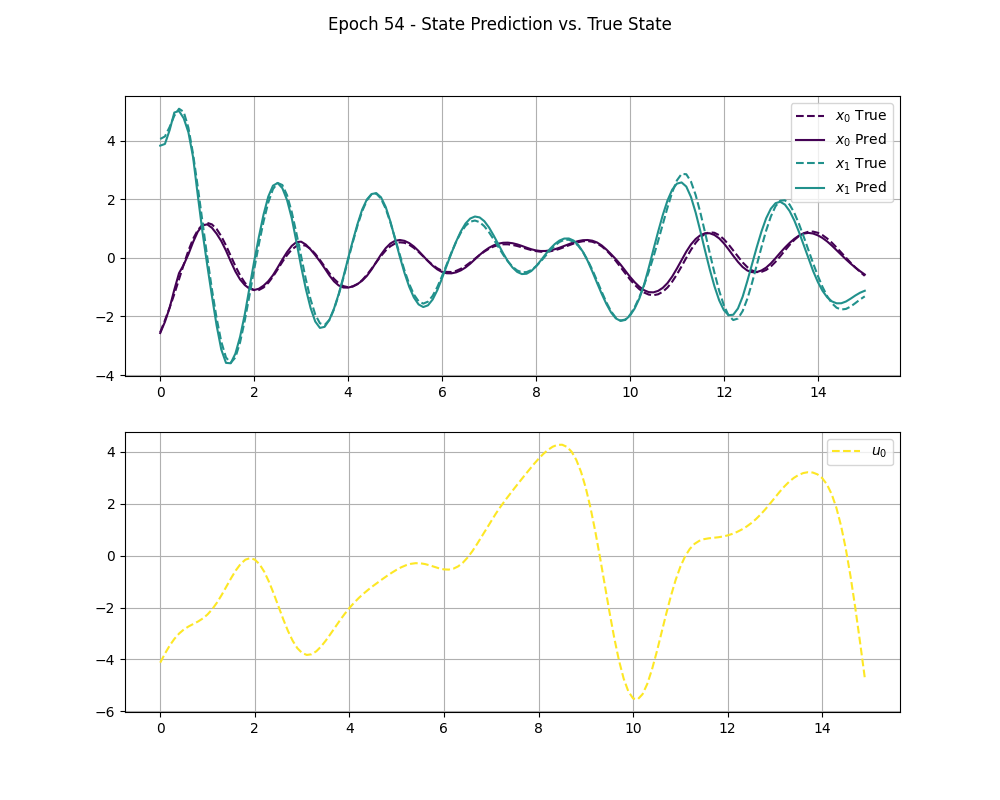 Epoch 54 - State Prediction vs. True State
x₀ True
x₀ Pred
x₁ True
x₁ Pred
4
2
0
−2
−4
0 2 4 6 8 10 12 14
u₀
4
2
0
−2
−4
−6
0 2 4 6 8 10 12 14